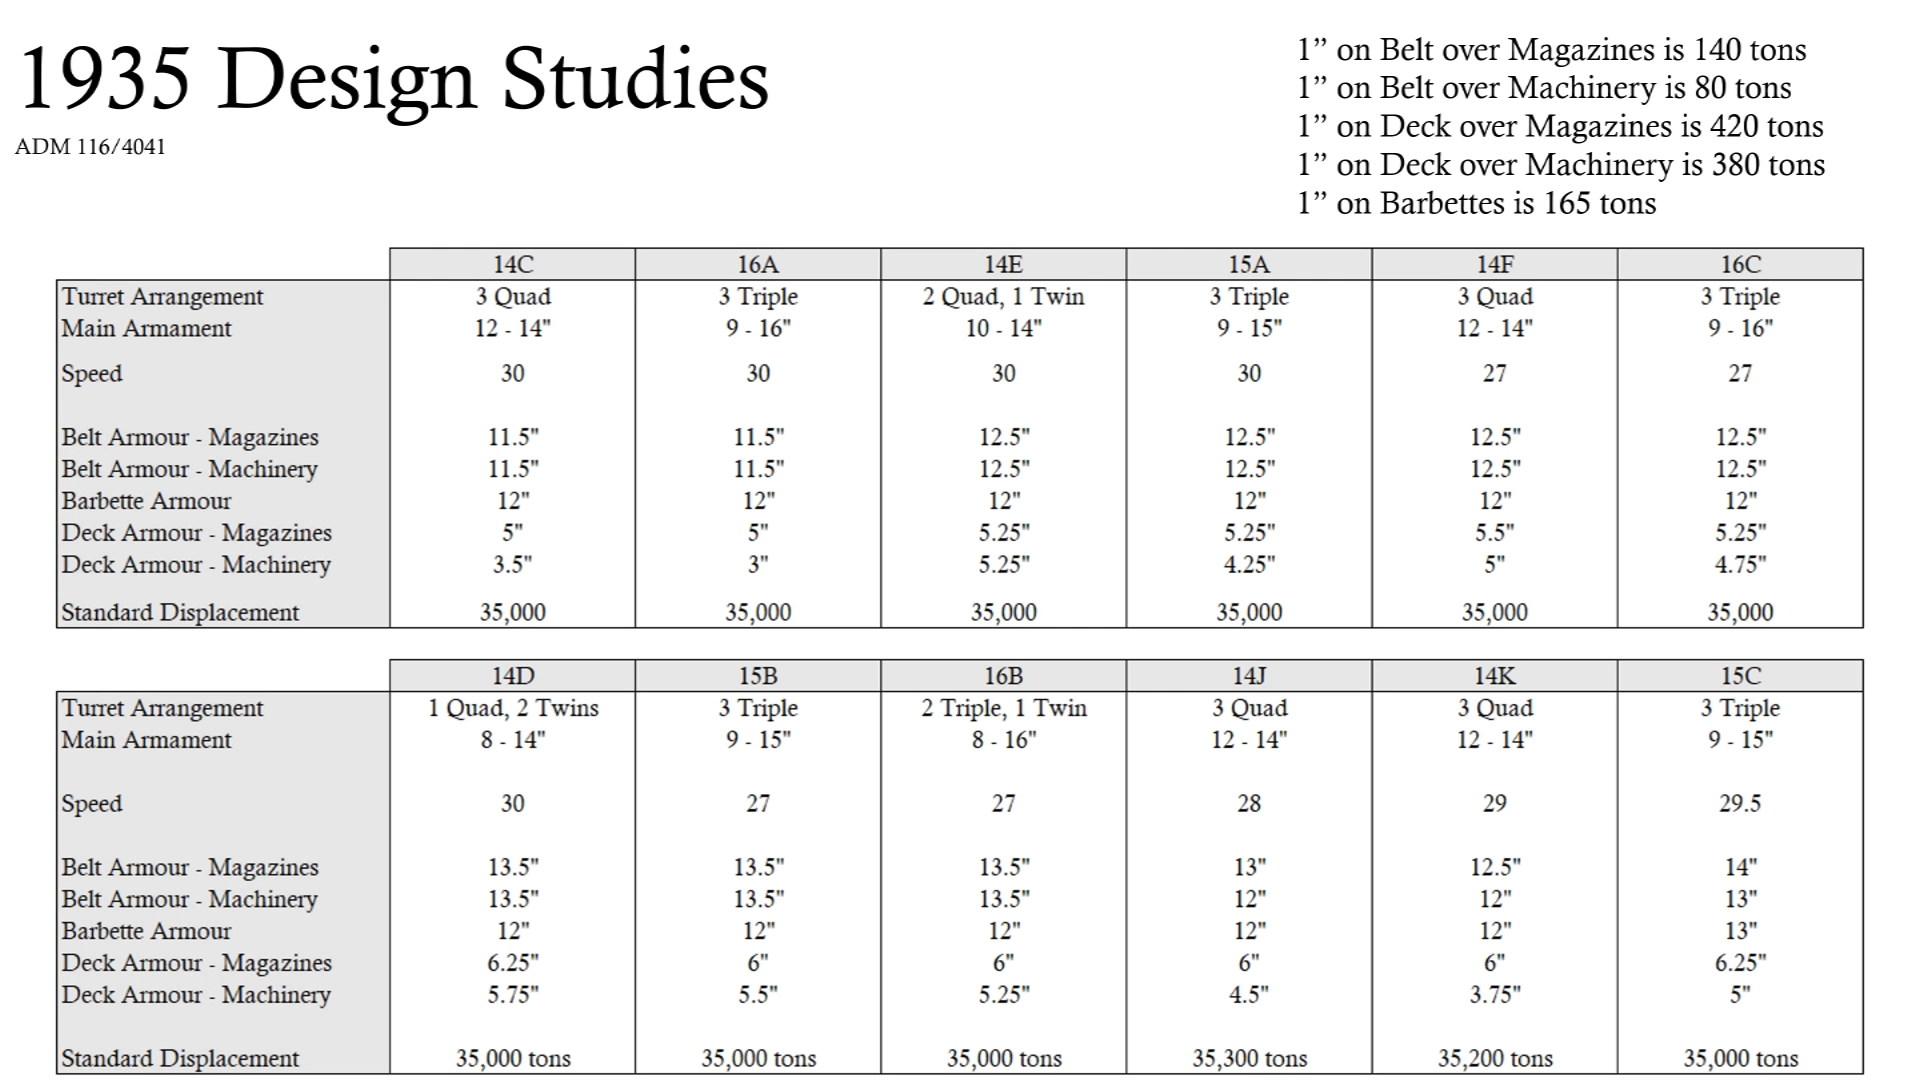 1935 Design Studies
ADM 116/4041
1” on Belt over Magazines is 140 tons
1” on Belt over Machinery is 80 tons
1” on Deck over Magazines is 420 tons
1” on Deck over Machinery is 380 tons
1” on Barbettes is 165 tons
14C 16A 14E 15A 14F 16C
Turret Arrangement 3 Quad 3 Triple 2 Quad, 1 Twin 3 Triple 3 Quad 3 Triple
Main Armament 12 - 14" 9 - 16" 10 - 14" 9 - 15" 12 - 14" 9 - 16"
Speed 30 30 30 30 27 27
Belt Armour - Magazines 11.5" 11.5" 12.5" 12.5" 12.5" 12.5"
Belt Armour - Machinery 11.5" 11.5" 12.5" 12.5" 12.5" 12.5"
Barbette Armour 12" 12" 12" 12" 12" 12"
Deck Armour - Magazines 5" 5" 5.25" 5.25" 5.5" 5.25"
Deck Armour - Machinery 3.5" 3" 5.25" 4.25" 5" 4.75"
Standard Displacement 35,000 35,000 35,000 35,000 35,000 35,000
14D 15B 16B 14J 14K 15C
Turret Arrangement 1 Quad, 2 Twins 3 Triple 2 Triple, 1 Twin 3 Quad 3 Quad 3 Triple
Main Armament 8 - 14" 9 - 15" 8 - 16" 12 - 14" 12 - 14" 9 - 15"
Speed 30 27 27 28 29 29.5
Belt Armour - Magazines 13.5" 13.5" 13.5" 13" 12.5" 14"
Belt Armour - Machinery 13.5" 13.5" 13.5" 12" 12" 13"
Barbette Armour 12" 12" 12" 12" 12" 13"
Deck Armour - Magazines 6.25" 6" 6" 6" 6" 6.25"
Deck Armour - Machinery 5.75" 5.5" 5.25" 4.5" 3.75" 5"
Standard Displacement 35,000 tons 35,000 tons 35,000 tons 35,300 tons 35,200 tons 35,000 tons